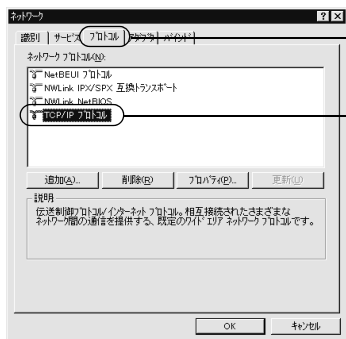 ネットワーク
識別 サービス プロトコル アダプタ バインド
ネットワーク プロトコル(N):
NetBEUI プロトコル
NWLink IPX/SPX 互換トランスポート
NWLink NetBIOS
TCP/IP プロトコル
追加(A)... 削除(R) プロパティ(P)... 更新(U)
説明
伝送制御プロトコル/インターネット プロトコル。相互接続されたさまざまな
ネットワーク間の通信を提供する、既定のワイド エリア ネットワーク プロトコルです。
OK キャンセル